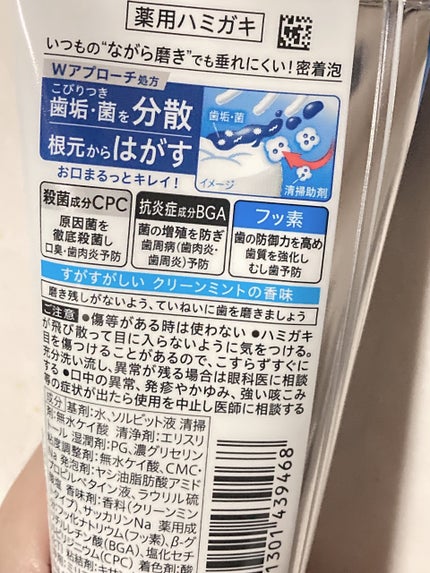 薬用ハミガキ
いつもの“ながら磨き”でも垂れにくい!密着泡
Wアプローチ処方
こびりつき
歯垢・菌を分散
根元からはがす
お口まるっとキレイ!
歯垢・菌
イメージ
清掃助剤
殺菌成分CPC
原因菌を
徹底殺菌し
口臭・歯肉炎予防
抗炎症成分BGA
菌の増殖を防ぎ
歯周病(歯肉炎・
歯周炎)予防
フッ素
歯の防御力を高め
歯質を強化し
むし歯予防
すがすがしい クリーンミントの香味
磨き残しがないよう、ていねいに歯を磨きましょう
ご注意 ●傷等がある時は使わない ●ハミガキ
が飛び散って目に入らないように気をつける。
目を傷つけることがあるので、こすらずすぐに
充分洗い流し、異常が残る場合は眼科医に相談
する ●口中の異常、発疹やかゆみ、強い咳こみ
等の症状が出たら使用を中止し医師に相談する
成分 基剤:水、ソルビット液 清掃
剤:無水ケイ酸 清浄剤:エリスリ
トール 湿潤剤:PG、濃グリセリン
粘度調整剤:無水ケイ酸、CMC・
発泡剤:ヤシ油脂肪酸アミド
プロピルベタイン液、ラウリル硫
香味剤:香料(クリーンミン
トタイプ)、サッカリンNa 薬用成
ナトリウム(フッ素)、β-グ
チルレチン酸(BGA)、塩化セチ
ジニウム(CPC) 着色剤:酸
粘結剤:キサ
1301 439468